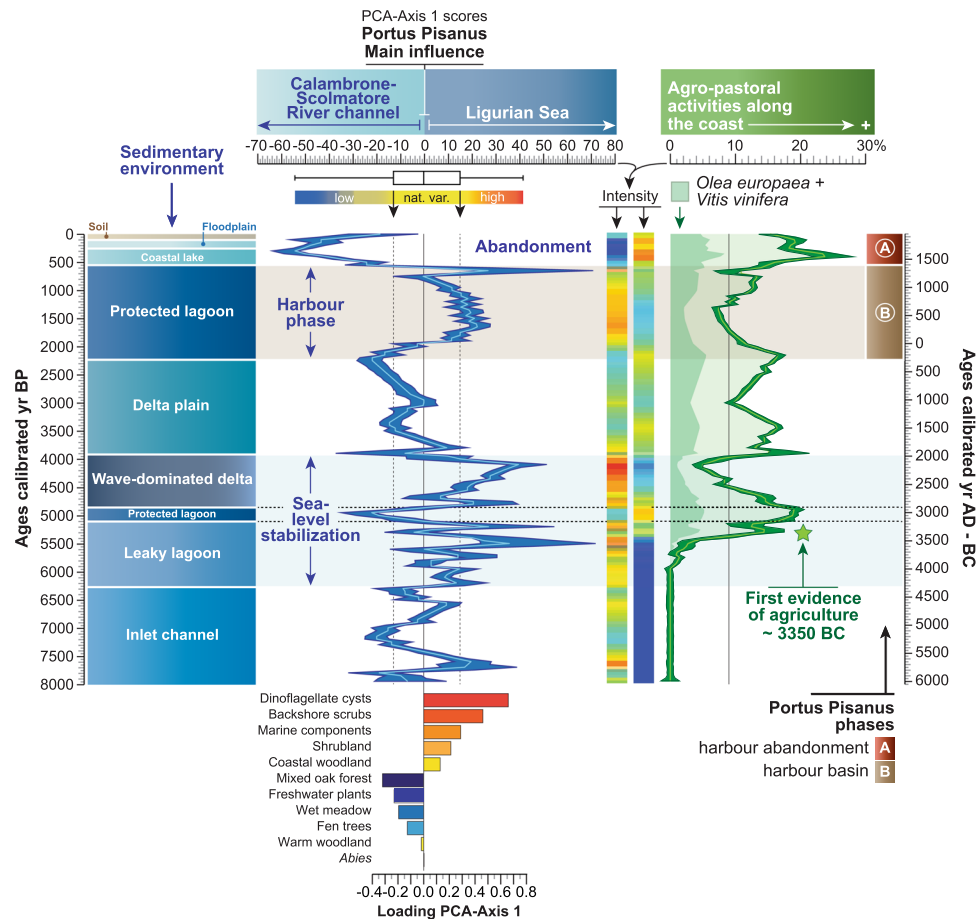 PCA-Axis 1 scores
Portus Pisanus
Main influence
Calambrone-
Scolmatore
River channel
Ligurian Sea
Agro-pastoral
activities along
the coast
+
-70 -60 -50 -40 -30 -20 -10 0 10 20 30 40 50 60 70 80
0 10 20 30%
Sedimentary
environment
low nat. var. high
Intensity
Olea europaea +
Vitis vinifera
Soil
Floodplain
Coastal lake
Protected lagoon
Delta plain
Wave-dominated delta
Protected lagoon
Leaky lagoon
Inlet channel
Ages calibrated yr BP
0
500
1000
1500
2000
2500
3000
3500
4000
4500
5000
5500
6000
6500
7000
7500
8000
Abandonment
Harbour
phase
Sea-
level
stabilization
First evidence
of agriculture
~ 3350 BC
A
B
1500
1000
500
0
500
1000
1500
2000
2500
3000
3500
4000
4500
5000
5500
6000
Ages calibrated yr AD - BC
Portus Pisanus
phases
harbour abandonment A
harbour basin B
Dinoflagellate cysts
Backshore scrubs
Marine components
Shrubland
Coastal woodland
Mixed oak forest
Freshwater plants
Wet meadow
Fen trees
Warm woodland
Abies
-0.4 -0.2 0.0 0.2 0.4 0.6 0.8
Loading PCA-Axis 1